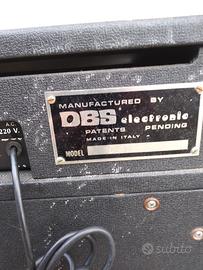 MANUFACTURED BY
DBS electronic
PATENTS PENDING
MADE IN ITALY
MODEL
A.C.
220 V.
subito